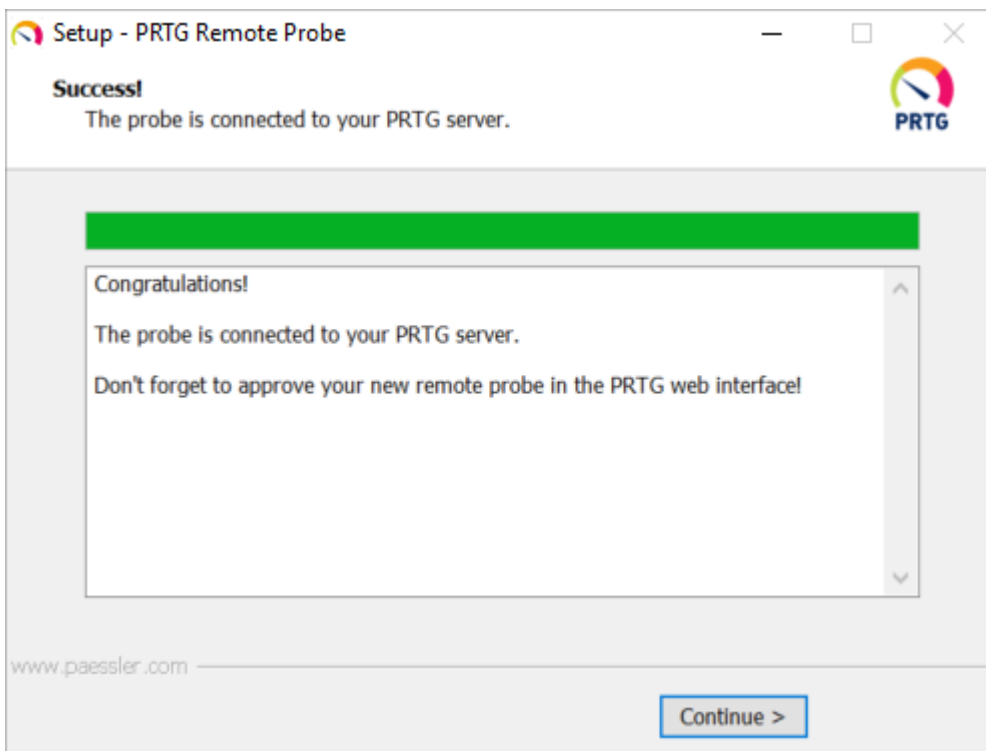 Setup - PRTG Remote Probe
Success!
The probe is connected to your PRTG server.
PRTG
Congratulations!
The probe is connected to your PRTG server.
Don't forget to approve your new remote probe in the PRTG web interface!
www.paessler.com
Continue >